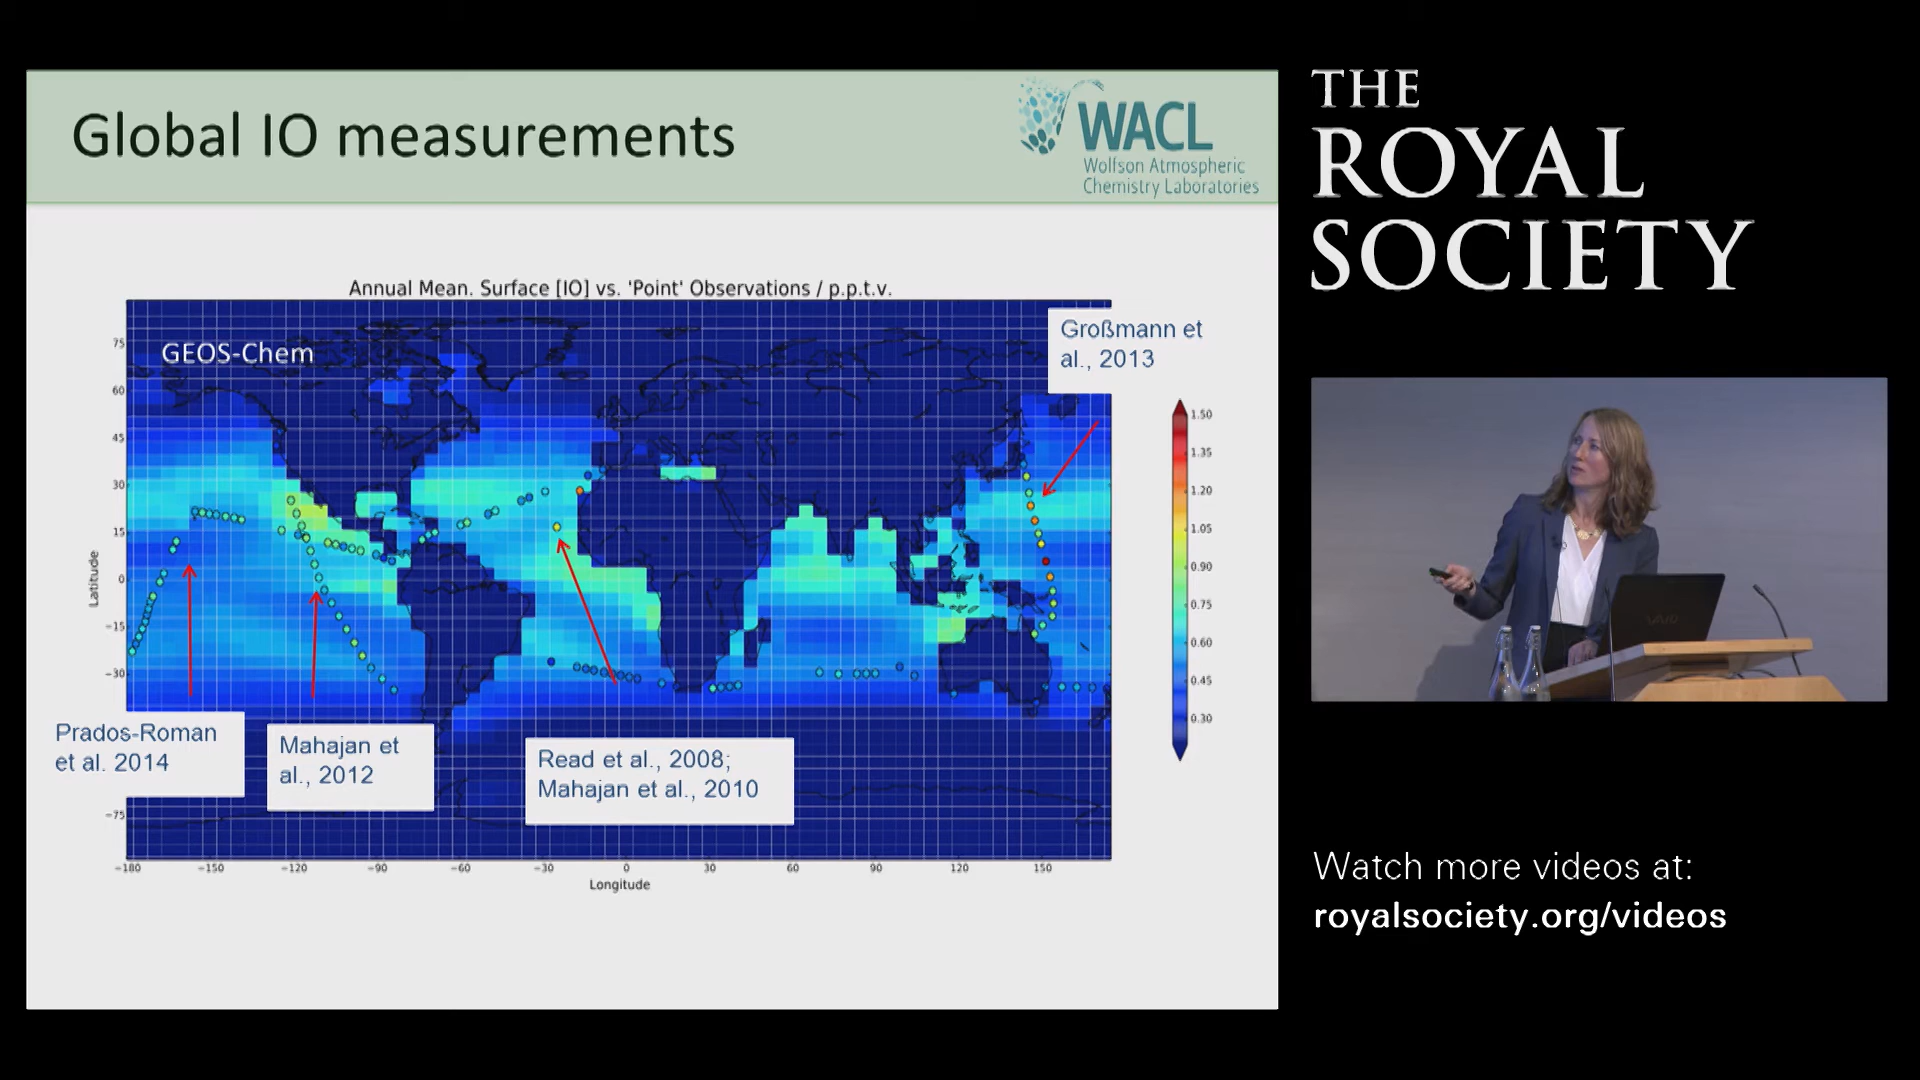 Global IO measurements
WACL
Wolfson Atmospheric
Chemistry Laboratories
Annual Mean. Surface [IO] vs. 'Point' Observations / p.p.t.v.
GEOS-Chem
Großmann et
al., 2013
75
60
45
30
15
0
−15
−30
−75
Latitude
1.50
1.35
1.20
1.05
0.90
0.75
0.60
0.45
0.30
Prados-Roman
et al. 2014
Mahajan et
al., 2012
Read et al., 2008;
Mahajan et al., 2010
−180 −150 −120 −90 −60 −30 0 30 60 90 120 150
Longitude
THE
ROYAL
SOCIETY
VAIO
Watch more videos at:
royalsociety.org/videos